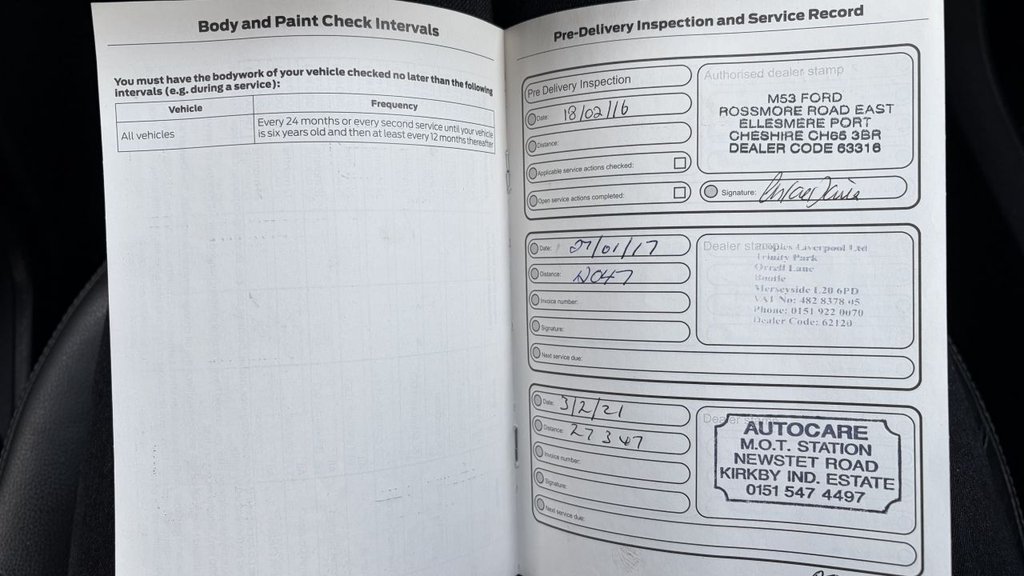 Body and Paint Check Intervals
You must have the bodywork of your vehicle checked no later than the following
intervals (e.g. during a service):
Vehicle
Frequency
All vehicles
Every 24 months or every second service until your vehicle
is six years old and then at least every 12 months thereafter
Pre-Delivery Inspection and Service Record
Pre Delivery Inspection
Date: 18/02/16
Distance:
Applicable service actions checked:
Open service actions completed:
Authorised dealer stamp
M53 FORD
ROSSMORE ROAD EAST
ELLESMERE PORT
CHESHIRE CH65 3BR
DEALER CODE 63316
Signature:
Date: 27/01/17
Distance:
Invoice number:
Signature:
Next service due:
Dealer stamp
Liverpool Ltd
Trinity Park
Orrell Lane
Bootle
Merseyside L20 6PD
VAT No: 482 8378 05
Phone: 0151 922 0070
Dealer Code: 62120
Date: 3/2/21
Distance: 27347
Invoice number:
Signature:
Next service due:
AUTOCARE
M.O.T. STATION
NEWSTET ROAD
KIRKBY IND. ESTATE
0151 547 4497